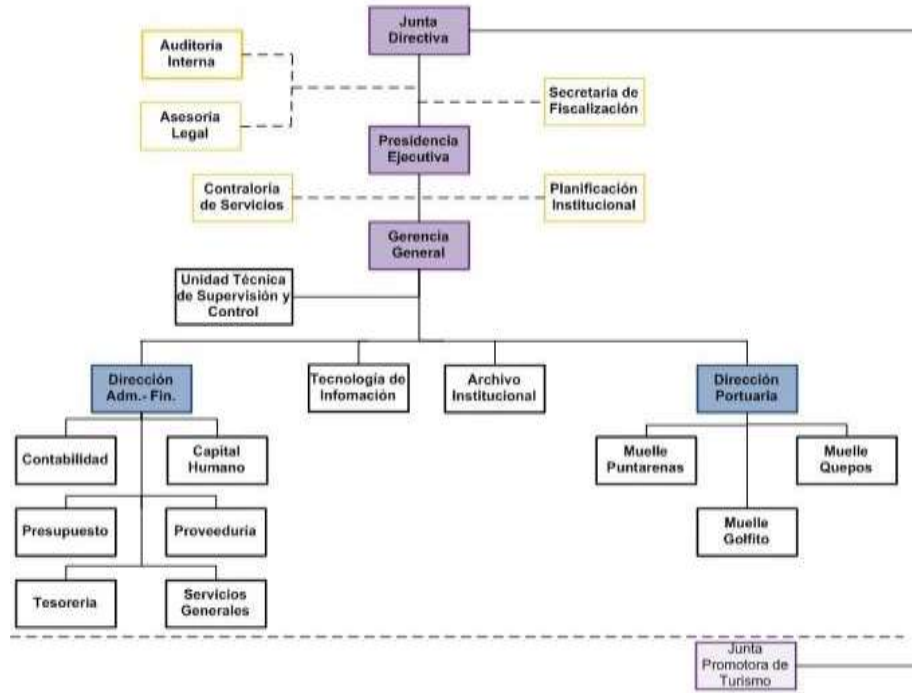 Junta
Directiva
Auditoria
Interna
Secretaria de
Fiscalización
Asesoría
Legal
Presidencia
Ejecutiva
Contraloria
de Servicios
Planificación
Institucional
Gerencia
General
Unidad Técnica
de Supervisión y
Control
Dirección
Adm.- Fin.
Tecnología de
Infomación
Archivo
Institucional
Dirección
Portuaria
Contabilidad
Capital
Humano
Muelle
Puntarenas
Muelle
Quepos
Presupuesto
Proveeduria
Muelle
Golfito
Tesoreria
Servicios
Generales
Junta
Promotora de
Turismo